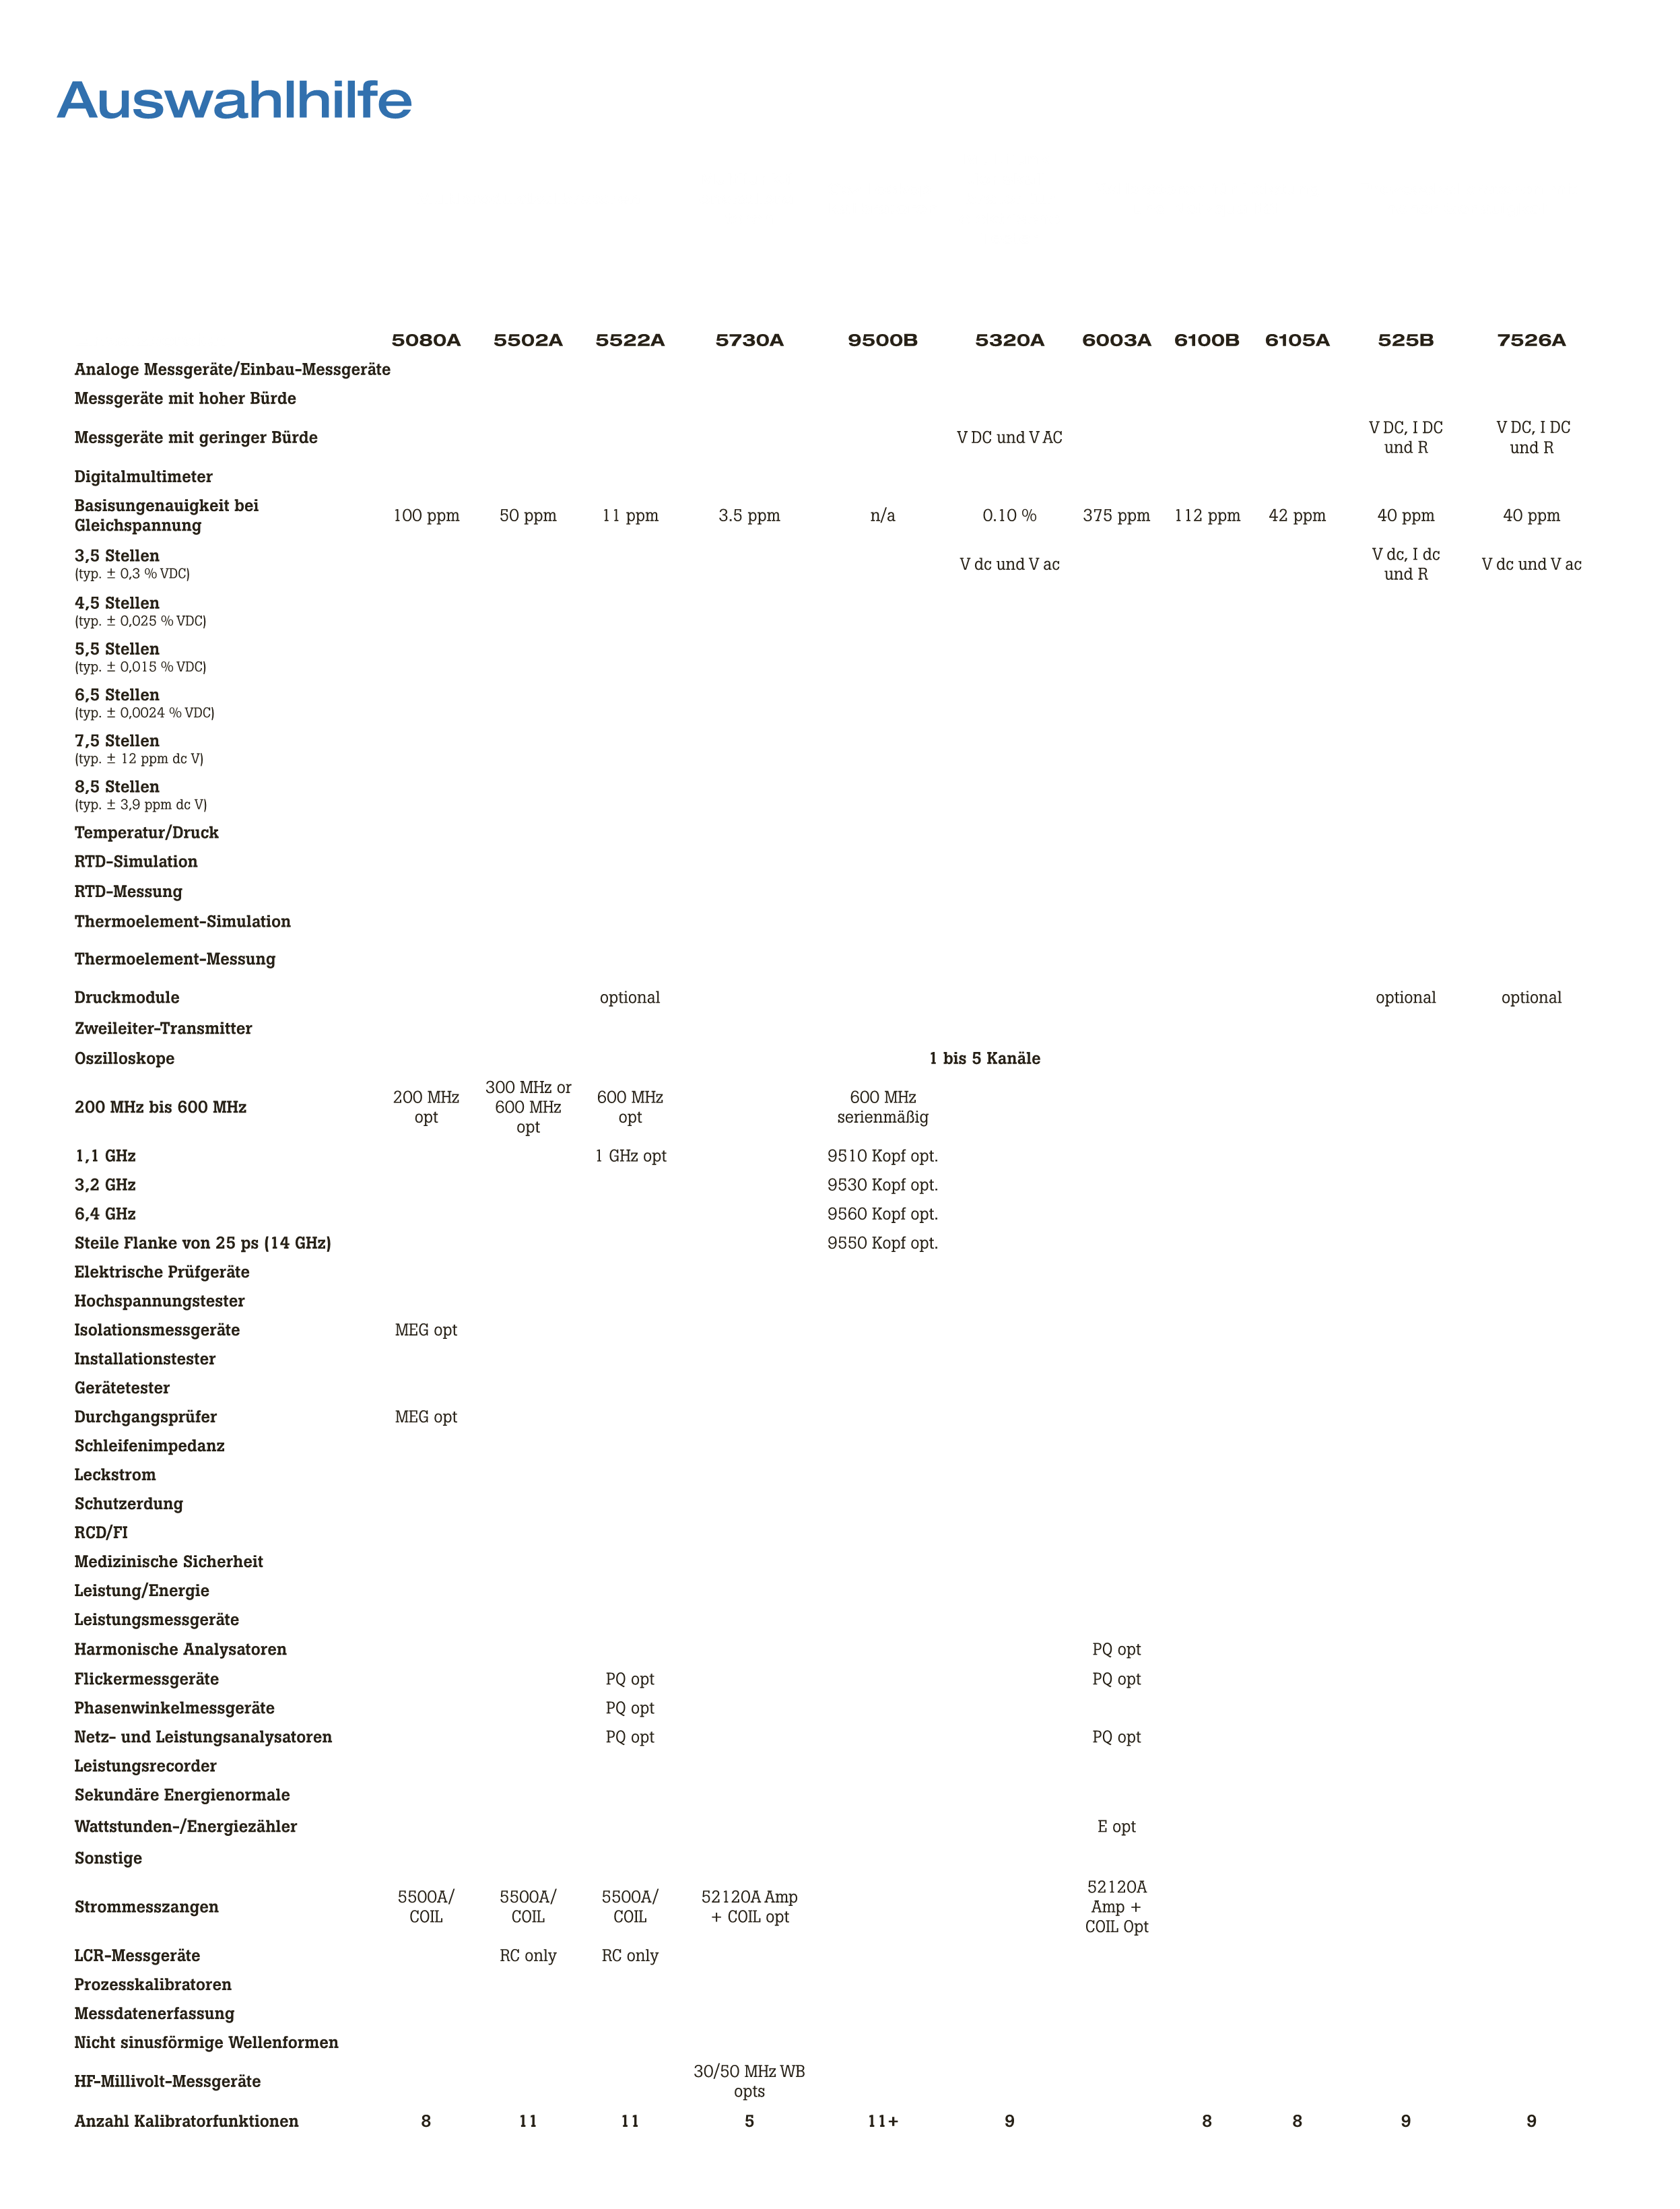 Auswahlhilfe
5080A 5502A 5522A 5730A 9500B 5320A 6003A 6100B 6105A 525B 7526A
Analoge Messgeräte/Einbau-Messgeräte
Messgeräte mit hoher Bürde
Messgeräte mit geringer Bürde V DC und V AC V DC, I DC und R V DC, I DC und R
Digitalmultimeter
Basisungenauigkeit bei Gleichspannung 100 ppm 50 ppm 11 ppm 3.5 ppm n/a 0.10 % 375 ppm 112 ppm 42 ppm 40 ppm 40 ppm
3,5 Stellen
(typ. ± 0,3 % VDC) V dc und V ac V dc, I dc und R V dc und V ac
4,5 Stellen
(typ. ± 0,025 % VDC)
5,5 Stellen
(typ. ± 0,015 % VDC)
6,5 Stellen
(typ. ± 0,0024 % VDC)
7,5 Stellen
(typ. ± 12 ppm dc V)
8,5 Stellen
(typ. ± 3,9 ppm dc V)
Temperatur/Druck
RTD-Simulation
RTD-Messung
Thermoelement-Simulation
Thermoelement-Messung
Druckmodule optional optional optional
Zweileiter-Transmitter
Oszilloskope 1 bis 5 Kanäle
200 MHz bis 600 MHz 200 MHz opt 300 MHz or 600 MHz opt 600 MHz opt 600 MHz serienmäßig
1,1 GHz 1 GHz opt 9510 Kopf opt.
3,2 GHz 9530 Kopf opt.
6,4 GHz 9560 Kopf opt.
Steile Flanke von 25 ps (14 GHz) 9550 Kopf opt.
Elektrische Prüfgeräte
Hochspannungstester
Isolationsmessgeräte MEG opt
Installationstester
Gerätetester
Durchgangsprüfer MEG opt
Schleifenimpedanz
Leckstrom
Schutzerdung
RCD/FI
Medizinische Sicherheit
Leistung/Energie
Leistungsmessgeräte
Harmonische Analysatoren PQ opt
Flickermessgeräte PQ opt PQ opt
Phasenwinkelmessgeräte PQ opt
Netz- und Leistungsanalysatoren PQ opt PQ opt
Leistungsrecorder
Sekundäre Energienormale
Wattstunden-/Energiezähler E opt
Sonstige
Strommesszangen 5500A/ COIL 5500A/ COIL 5500A/ COIL 52120A Amp + COIL opt 52120A Amp + COIL Opt
LCR-Messgeräte RC only RC only
Prozesskalibratoren
Messdatenerfassung
Nicht sinusförmige Wellenformen
HF-Millivolt-Messgeräte 30/50 MHz WB opts
Anzahl Kalibratorfunktionen 8 11 11 5 11+ 9 8 8 9 9